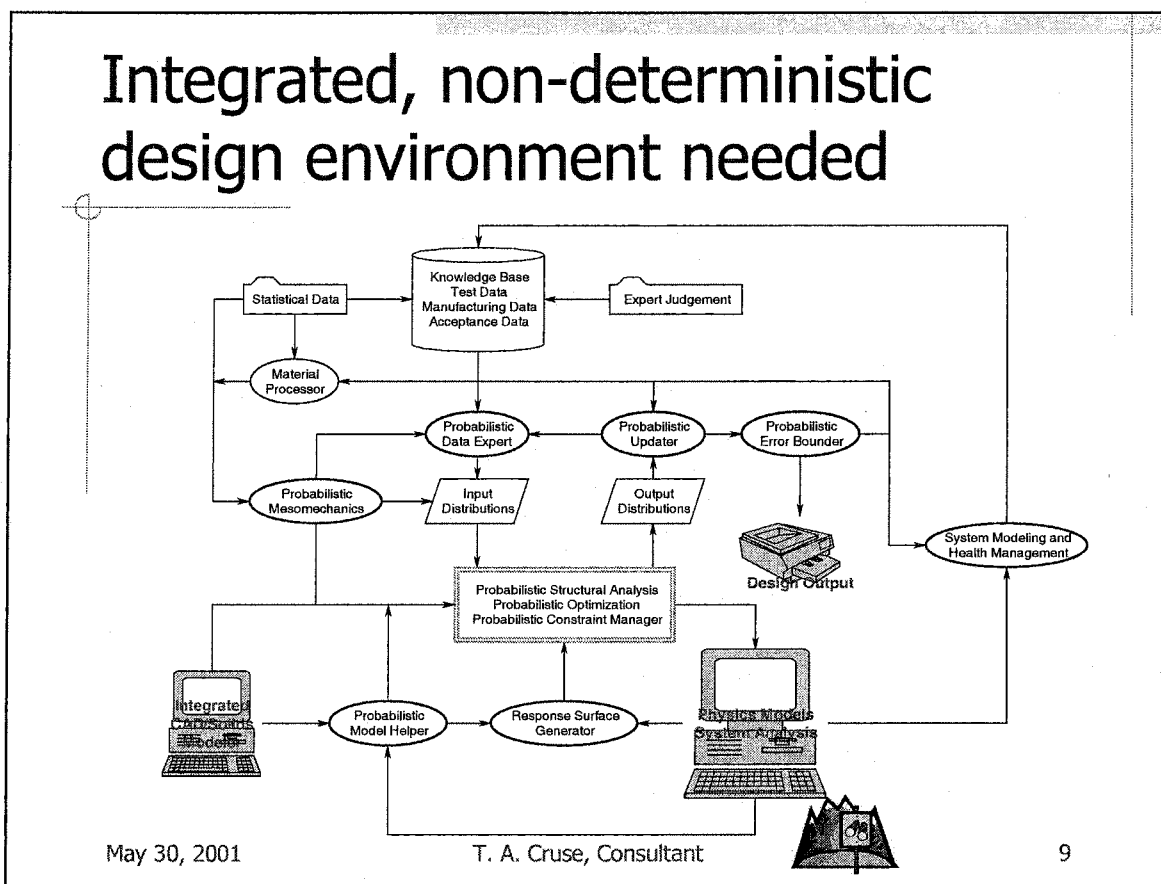 Integrated, non-deterministic
design environment needed
Knowledge Base
Test Data
Manufacturing Data
Acceptance Data
Statistical Data
Expert Judgement
Material
Processor
Probabilistic
Data Expert
Probabilistic
Updater
Probabilistic
Error Bounder
Probabilistic
Mesomechanics
Input
Distributions
Output
Distributions
System Modeling and
Health Management
Design Output
Probabilistic Structural Analysis
Probabilistic Optimization
Probabilistic Constraint Manager
Integrated
CAD/Solids
Modeler
Probabilistic
Model Helper
Response Surface
Generator
Physics Models
System Analysis
May 30, 2001
T. A. Cruse, Consultant
9